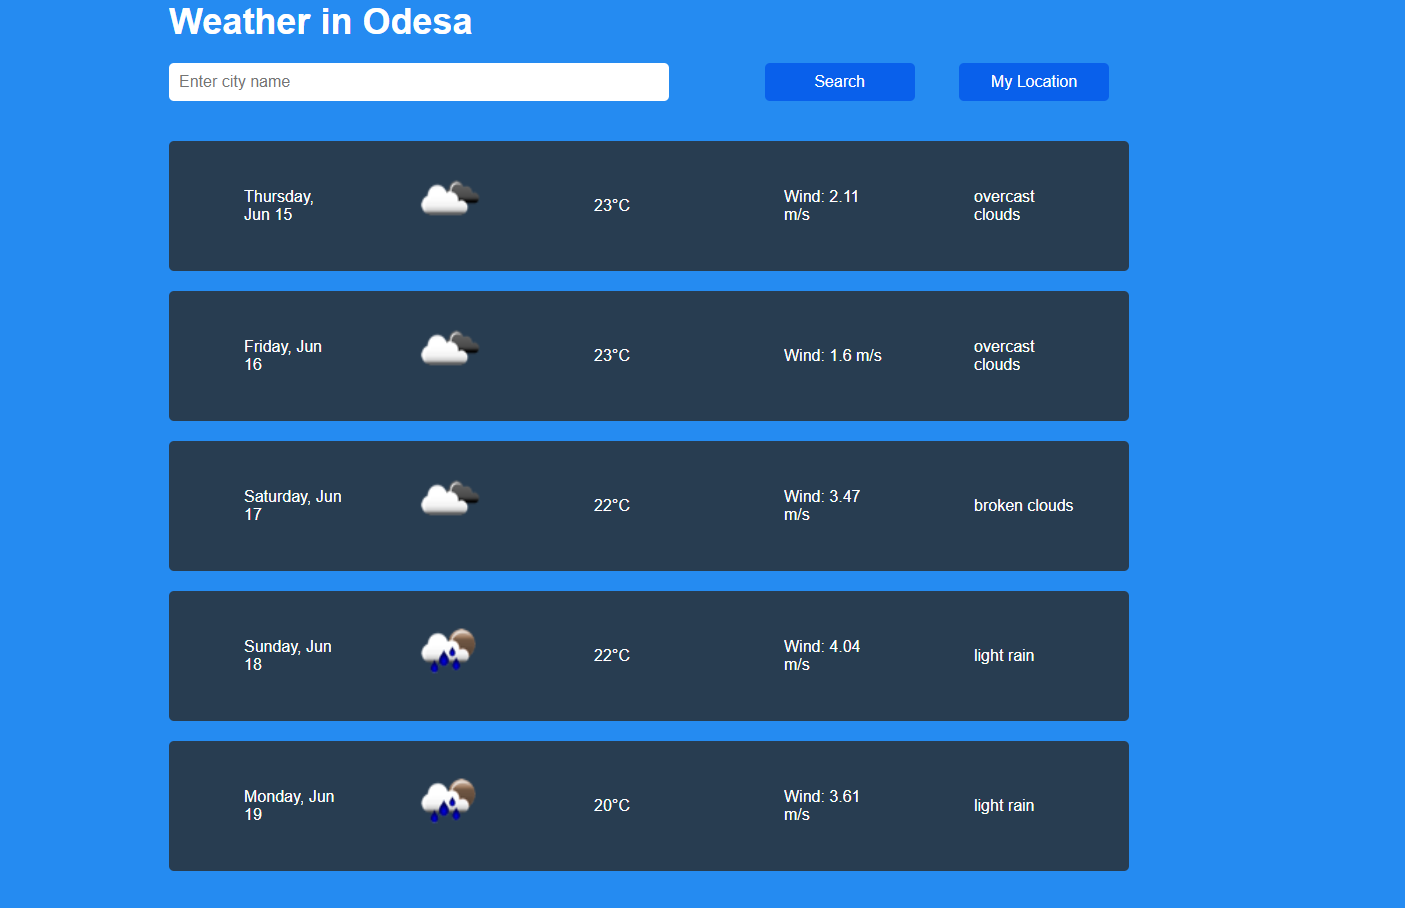 Weather in Odesa
Enter city name
Search
My Location
Thursday,
Jun 15
23°C
Wind: 2.11
m/s
overcast
clouds
Friday, Jun
16
23°C
Wind: 1.6 m/s
overcast
clouds
Saturday, Jun
17
22°C
Wind: 3.47
m/s
broken clouds
Sunday, Jun
18
22°C
Wind: 4.04
m/s
light rain
Monday, Jun
19
20°C
Wind: 3.61
m/s
light rain